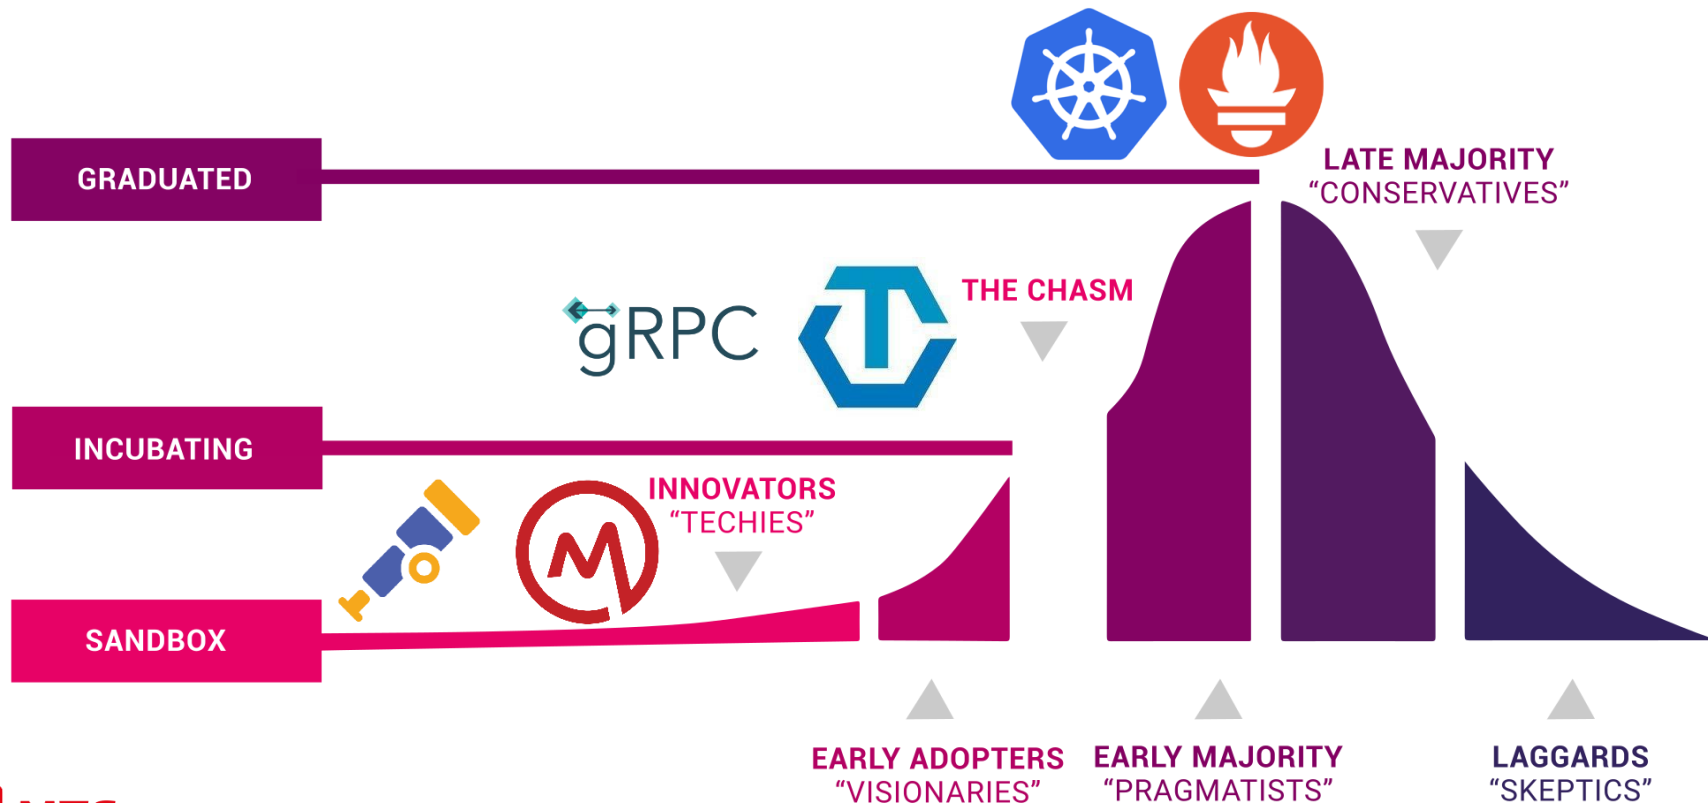 GRADUATED
LATE MAJORITY
“CONSERVATIVES”
THE CHASM
gRPC
INCUBATING
INNOVATORS
“TECHIES”
SANDBOX
EARLY ADOPTERS
“VISIONARIES”
EARLY MAJORITY
“PRAGMATISTS”
LAGGARDS
“SKEPTICS”